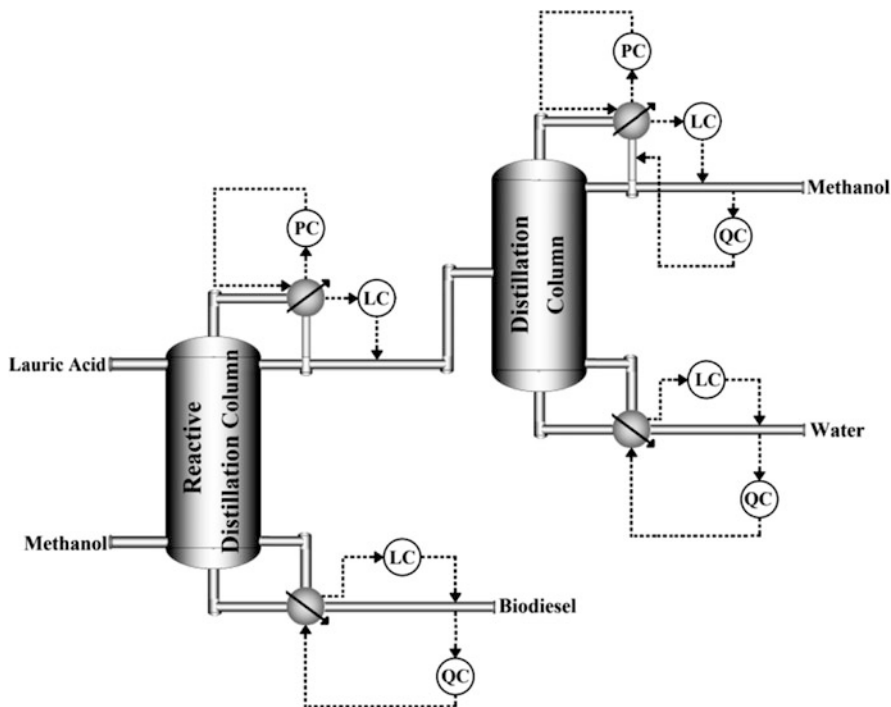 PC
LC
Methanol
QC
Distillation
Column
PC
LC
Lauric Acid
Reactive
Distillation Column
Methanol
LC
Water
QC
LC
Biodiesel
QC